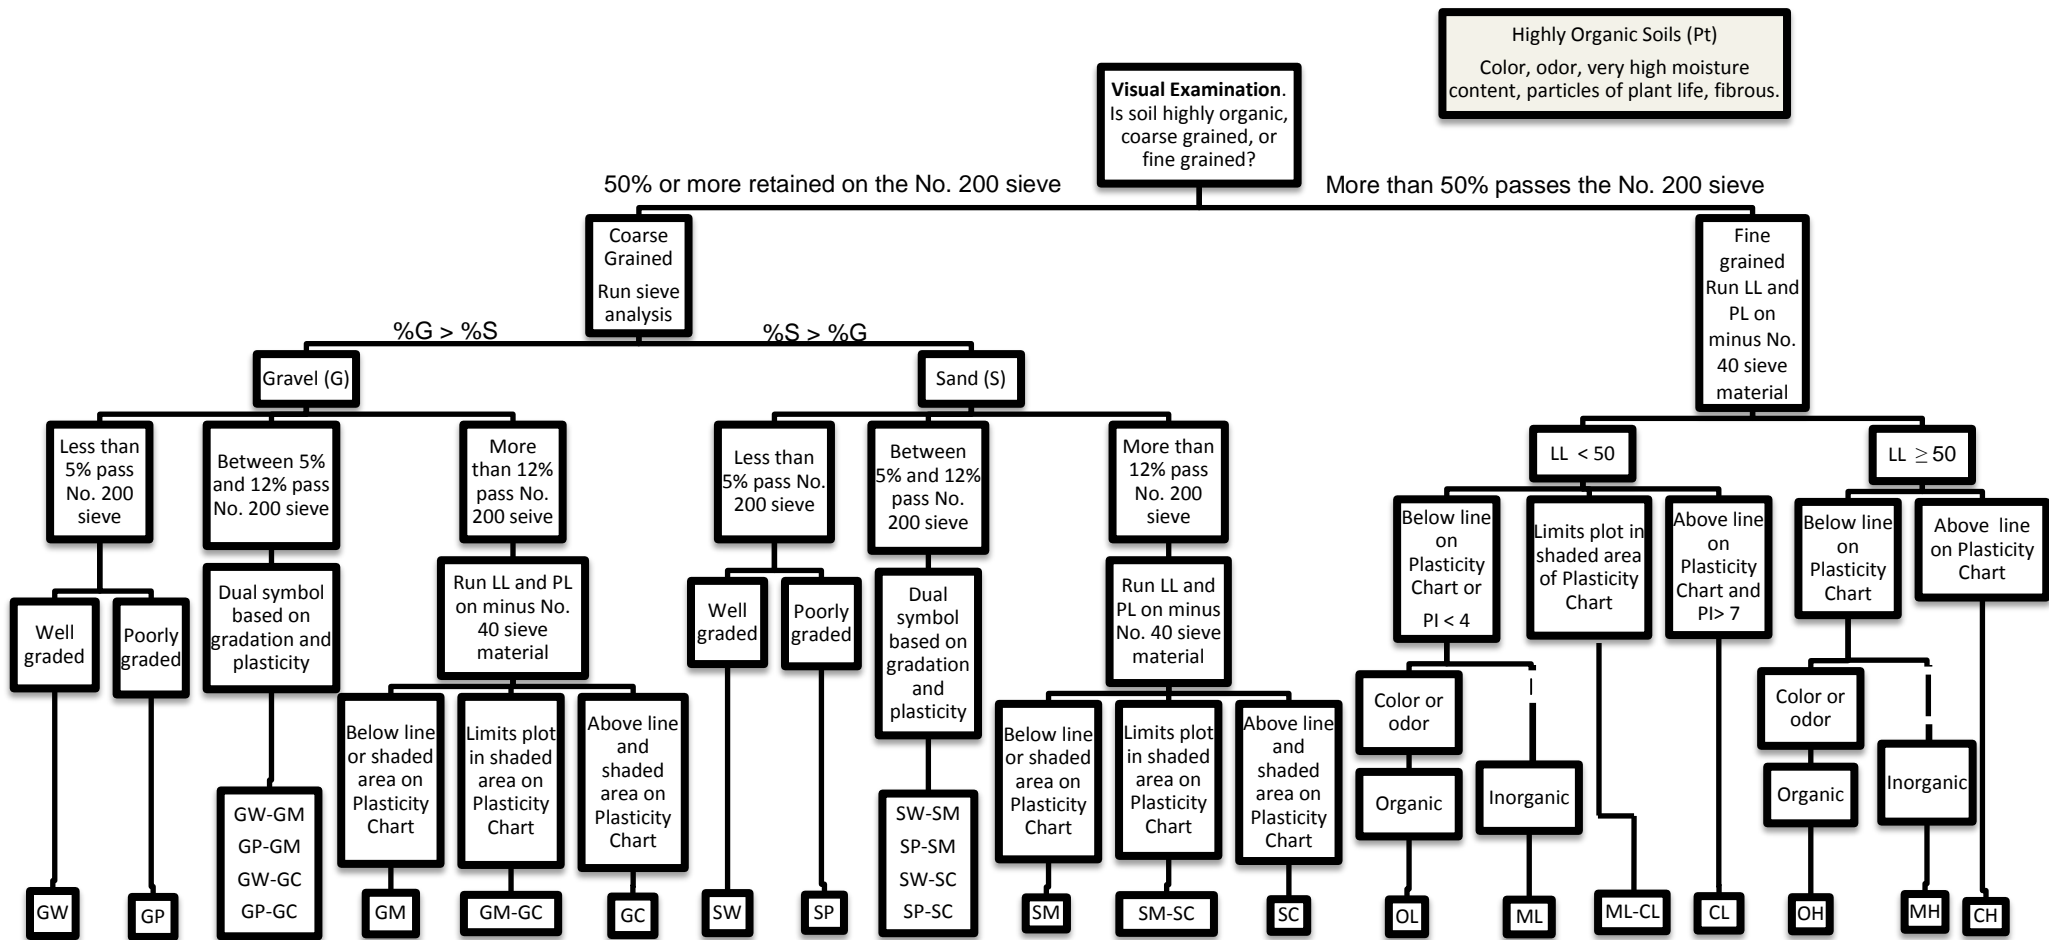 Highly Organic Soils (Pt)
Color, odor, very high moisture
content, particles of plant life, fibrous.
Visual Examination.
Is soil highly organic,
coarse grained, or
fine grained?
50% or more retained on the No. 200 sieve
More than 50% passes the No. 200 sieve
Coarse
Grained
Run sieve
analysis
Fine
grained
Run LL and
PL on
minus No.
40 sieve
material
%G > %S
%S > %G
Gravel (G)
Sand (S)
Less than
5% pass
No. 200
sieve
Between 5%
and 12% pass
No. 200 sieve
More
than 12%
pass No.
200 seive
Less than
5% pass No.
200 sieve
Between
5% and 12%
pass No.
200 sieve
More than
12% pass
No. 200
sieve
LL < 50
LL ≥ 50
Well
graded
Poorly
graded
Dual symbol
based on
gradation and
plasticity
Run LL and PL
on minus No.
40 sieve
material
Well
graded
Poorly
graded
Dual
symbol
based on
gradation
and
plasticity
Run LL and
PL on minus
No. 40 sieve
material
Below line
on
Plasticity
Chart or
PI < 4
Limits plot in
shaded area
of Plasticity
Chart
Above line
on
Plasticity
Chart and
PI> 7
Below line
on
Plasticity
Chart
Above line
on Plasticity
Chart
Below line
or shaded
area on
Plasticity
Chart
Limits plot
in shaded
area on
Plasticity
Chart
Above line
and
shaded
area on
Plasticity
Chart
Below line
or shaded
area on
Plasticity
Chart
Limits plot
in shaded
area on
Plasticity
Chart
Above line
and
shaded
area on
Plasticity
Chart
Color or
odor
Organic
Inorganic
Color or
odor
Organic
Inorganic
GW-GM
GP-GM
GW-GC
GP-GC
SW-SM
SP-SM
SW-SC
SP-SC
GW
GP
GM
GM-GC
GC
SW
SP
SM
SM-SC
SC
OL
ML
ML-CL
CL
OH
MH
CH